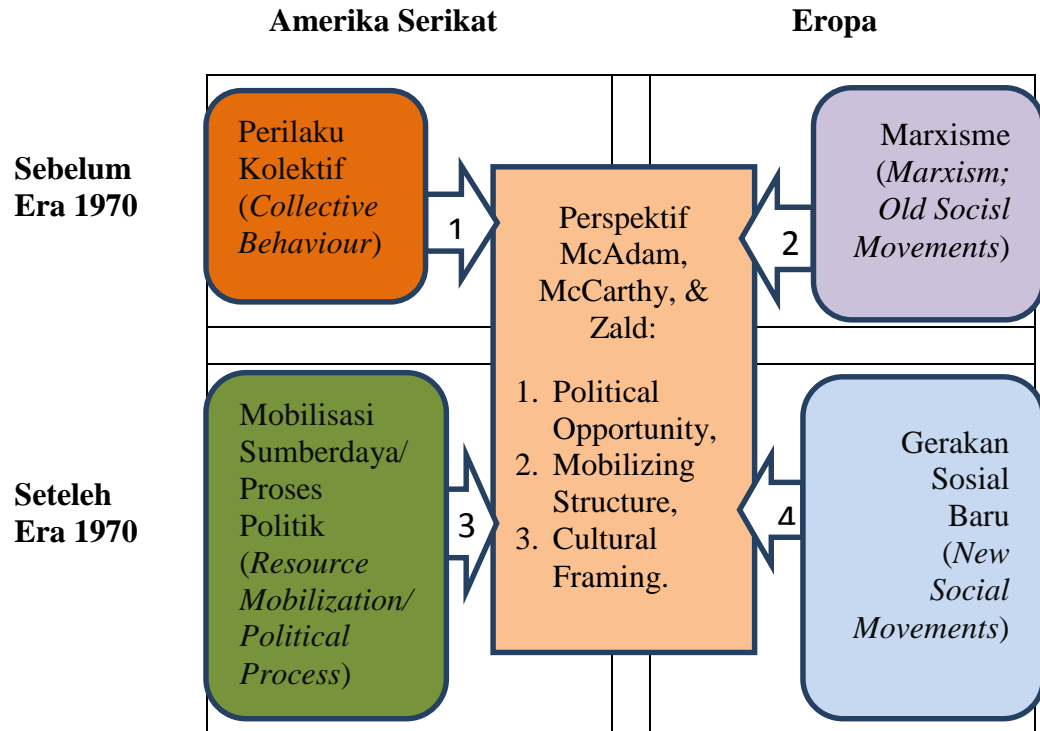 Amerika Serikat
Eropa
Sebelum
Era 1970
Perilaku
Kolektif
(Collective
Behaviour)
1
Perspektif
McAdam,
McCarthy, &
Zald:
1. Political
Opportunity,
2. Mobilizing
Structure,
3. Cultural
Framing.
2
Marxisme
(Marxism;
Old Socisl
Movements)
Seteleh
Era 1970
Mobilisasi
Sumberdaya/
Proses
Politik
(Resource
Mobilization/
Political
Process)
3
4
Gerakan
Sosial
Baru
(New
Social
Movements)